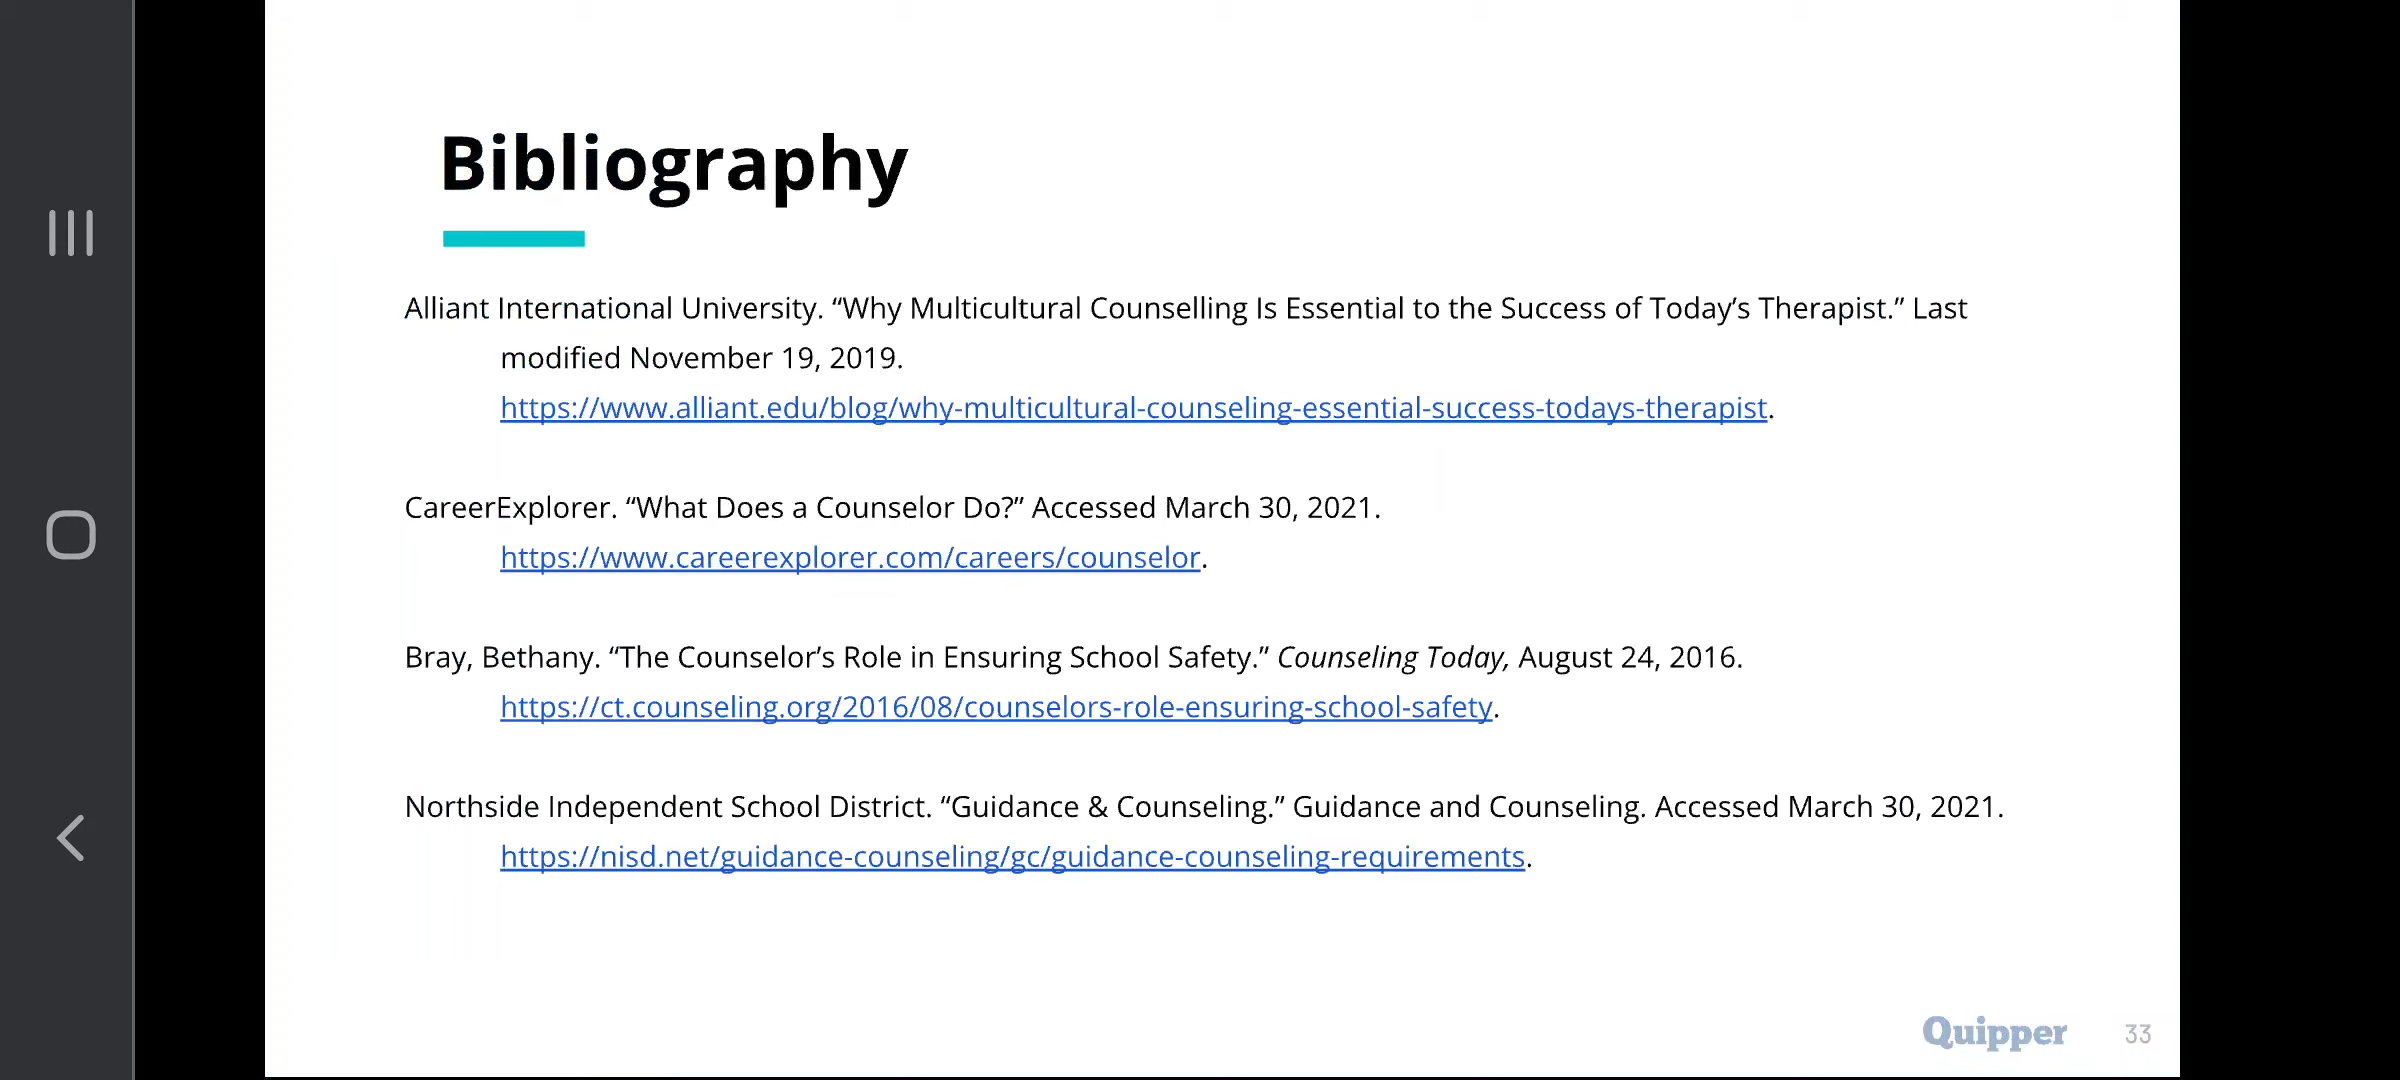 Bibliography
Alliant International University. “Why Multicultural Counselling Is Essential to the Success of Today’s Therapist.” Last
modified November 19, 2019.
https://www.alliant.edu/blog/why-multicultural-counseling-essential-success-todays-therapist.
CareerExplorer. “What Does a Counselor Do?” Accessed March 30, 2021.
https://www.careerexplorer.com/careers/counselor.
Bray, Bethany. “The Counselor’s Role in Ensuring School Safety.” Counseling Today, August 24, 2016.
https://ct.counseling.org/2016/08/counselors-role-ensuring-school-safety.
Northside Independent School District. “Guidance & Counseling.” Guidance and Counseling. Accessed March 30, 2021.
https://nisd.net/guidance-counseling/gc/guidance-counseling-requirements.
Quipper 33